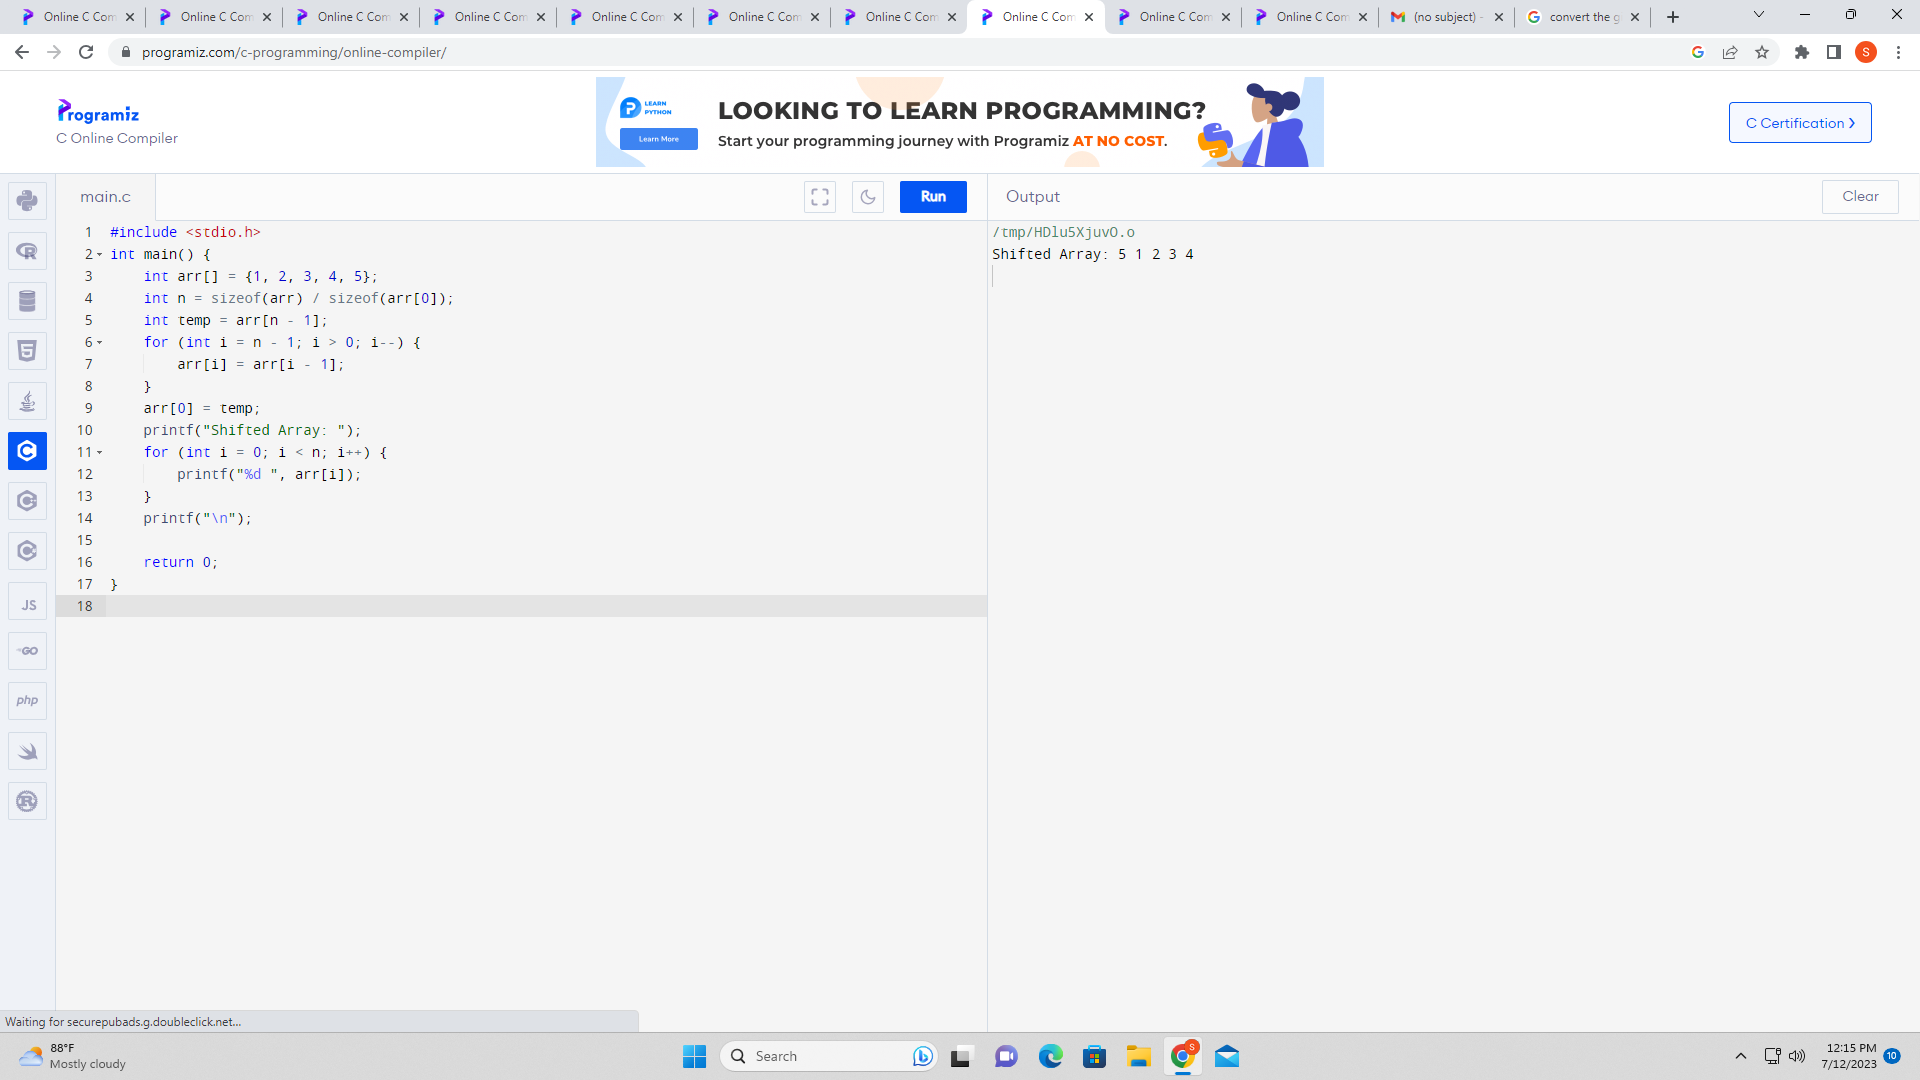 Online C Com
Online C Com
Online C Com
Online C Com
Online C Com
Online C Com
Online C Com
Online C Com
Online C Com
Online C Com
(no subject) -
convert the g
programiz.com/c-programming/online-compiler/
S
Programiz
C Online Compiler
LEARN
PYTHON
Learn More
LOOKING TO LEARN PROGRAMMING?
Start your programming journey with Programiz AT NO COST.
C Certification >
main.c
Run
Output
Clear
1 #include <stdio.h>
2 int main() {
3 int arr[] = {1, 2, 3, 4, 5};
4 int n = sizeof(arr) / sizeof(arr[0]);
5 int temp = arr[n - 1];
6 for (int i = n - 1; i > 0; i--) {
7 arr[i] = arr[i - 1];
8 }
9 arr[0] = temp;
10 printf("Shifted Array: ");
11 for (int i = 0; i < n; i++) {
12 printf("%d ", arr[i]);
13 }
14 printf("\n");
15
16 return 0;
17 }
18
/tmp/HDlu5XjuvO.o
Shifted Array: 5 1 2 3 4
JS
GO
php
Waiting for securepubads.g.doubleclick.net...
88°F
Mostly cloudy
Search
S
12:15 PM
7/12/2023
10